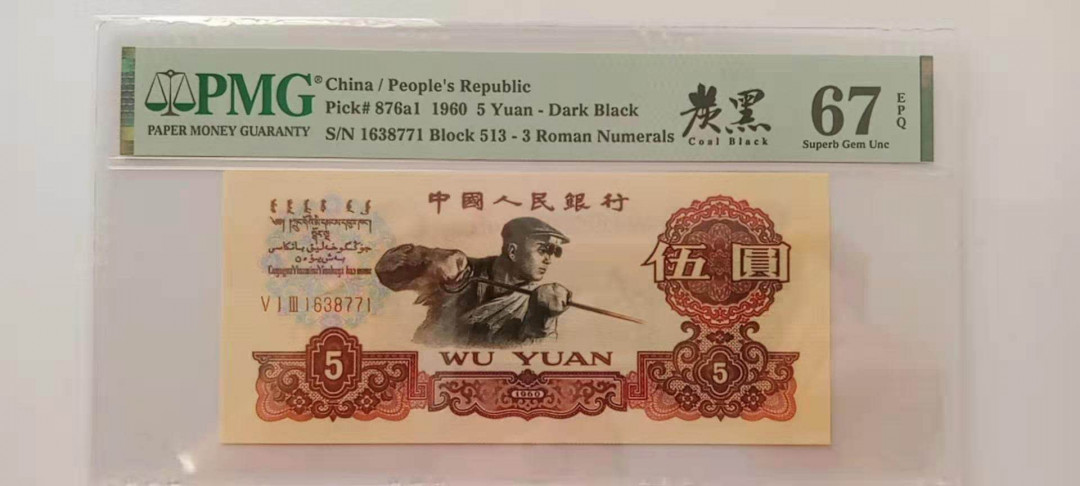 PMG®
PAPER MONEY GUARANTY
China / People's Republic
Pick# 876a1 1960 5 Yuan - Dark Black
S/N 1638771 Block 513 - 3 Roman Numerals
炭黑
Coal Black
67
EPQ
Superb Gem Unc
中國人民銀行
伍圓
V I III 1638771
5
WU YUAN
1960
5